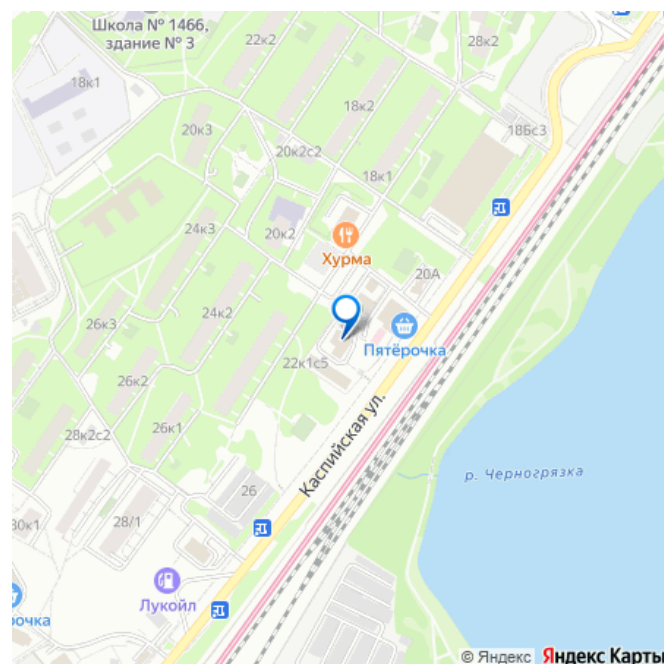 Школа № 1466,
здание № 3
22к2
28к2
18к1
18к2
18Бс3
20к3
20к2с2
18к1
24к3
20к2
Хурма
20А
24к2
26к3
Пятёрочка
22к1с5
26к2
Каспийская ул.
26к1
28к2с2
р. Черногрязка
26
30к1
28/1
Лукойл
рочка
© Яндекс Яндекс Карты